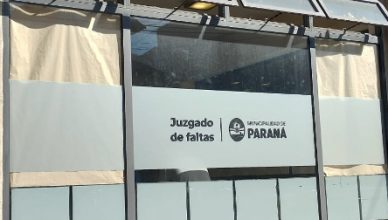 Juzgado
de faltas
MUNICIPALIDAD DE
PARANÁ